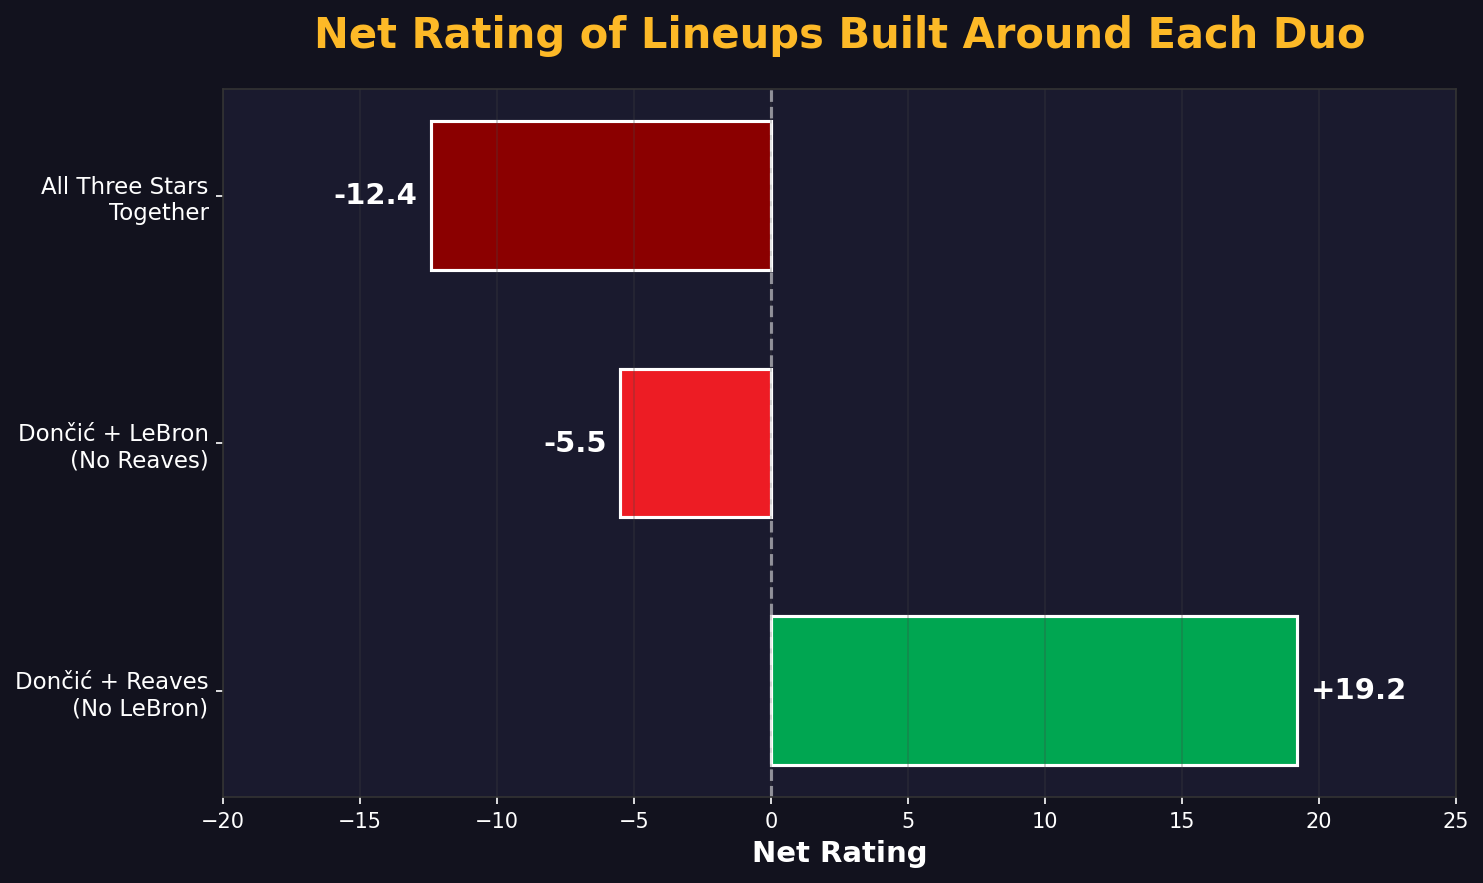 Net Rating of Lineups Built Around Each Duo
All Three Stars
Together
-12.4
Dončić + LeBron
(No Reaves)
-5.5
Dončić + Reaves
(No LeBron)
+19.2
−20 −15 −10 −5 0 5 10 15 20 25
Net Rating